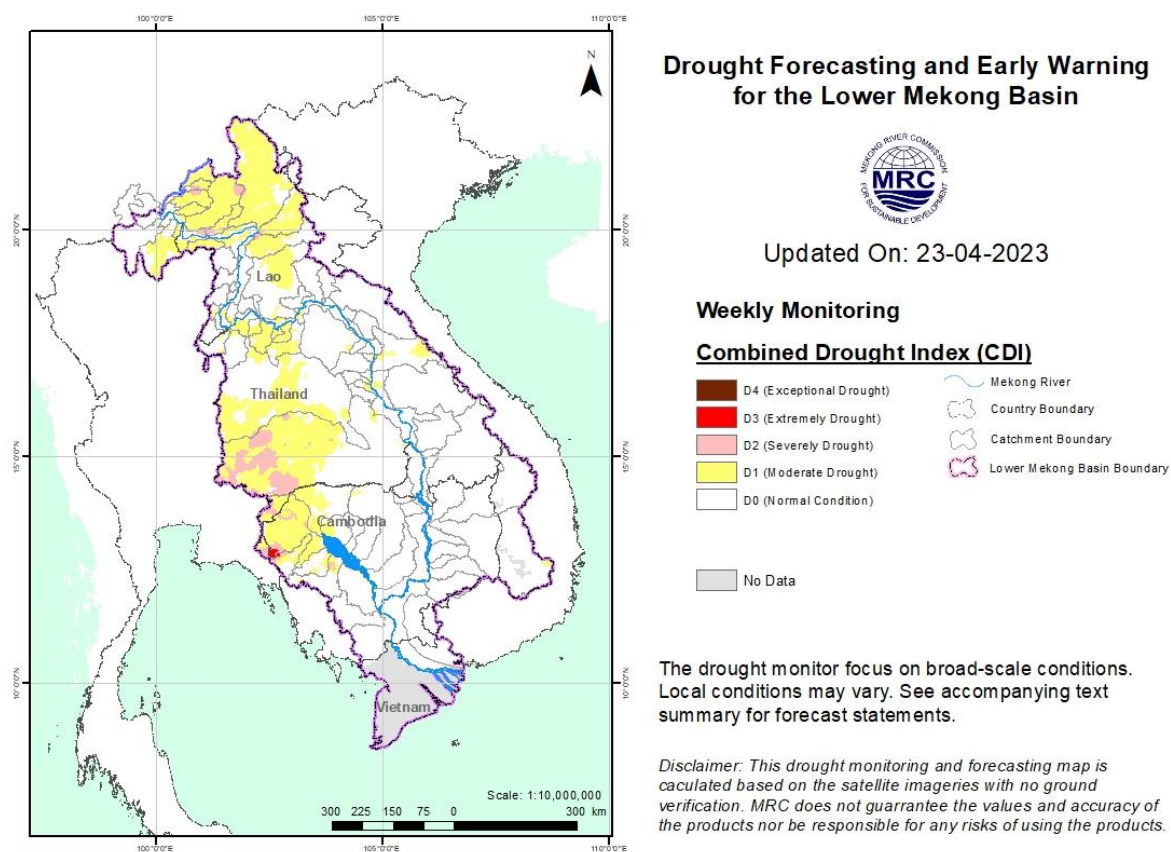 100°0'0"E
105°0'0"E
110°0'0"E
N
20°0'0"N
15°0'0"N
10°0'0"N
20°0'0"N
15°0'0"N
10°0'0"N
Lao
Thailand
Cambodia
Vietnam
Scale: 1:10,000,000
300 225 150 75 0 300 km
100°0'0"E
105°0'0"E
110°0'0"E
Drought Forecasting and Early Warning
for the Lower Mekong Basin
MEKONG RIVER COMMISSION
MRC
FOR SUSTAINABLE DEVELOPMENT
Updated On: 23-04-2023
Weekly Monitoring
Combined Drought Index (CDI)
D4 (Exceptional Drought)
D3 (Extremely Drought)
D2 (Severely Drought)
D1 (Moderate Drought)
D0 (Normal Condition)
No Data
Mekong River
Country Boundary
Catchment Boundary
Lower Mekong Basin Boundary
The drought monitor focus on broad-scale conditions.
Local conditions may vary. See accompanying text
summary for forecast statements.
Disclaimer: This drought monitoring and forecasting map is
caculated based on the satellite imageries with no ground
verification. MRC does not guarrantee the values and accuracy of
the products nor be responsible for any risks of using the products.